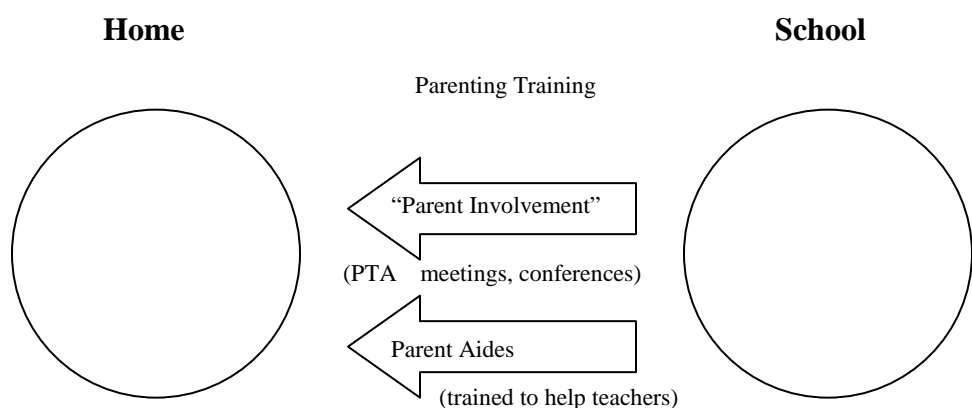 Home
School
Parenting Training
“Parent Involvement”
(PTA meetings, conferences)
Parent Aides
(trained to help teachers)